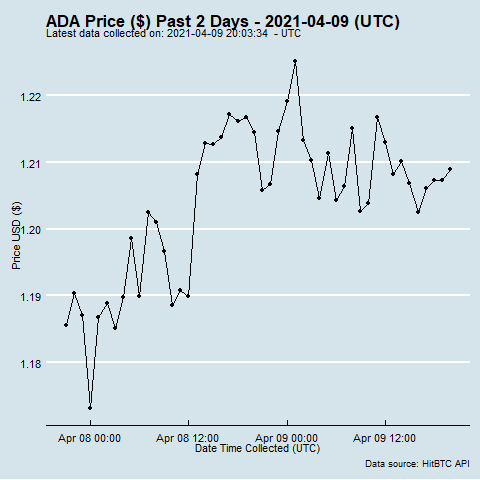 ADA Price ($) Past 2 Days - 2021-04-09 (UTC)
Latest data collected on: 2021-04-09 20:03:34 - UTC
1.22
1.21
1.20
1.19
1.18
Price USD ($)
Apr 08 00:00 Apr 08 12:00 Apr 09 00:00 Apr 09 12:00
Date Time Collected (UTC)
Data source: HitBTC API